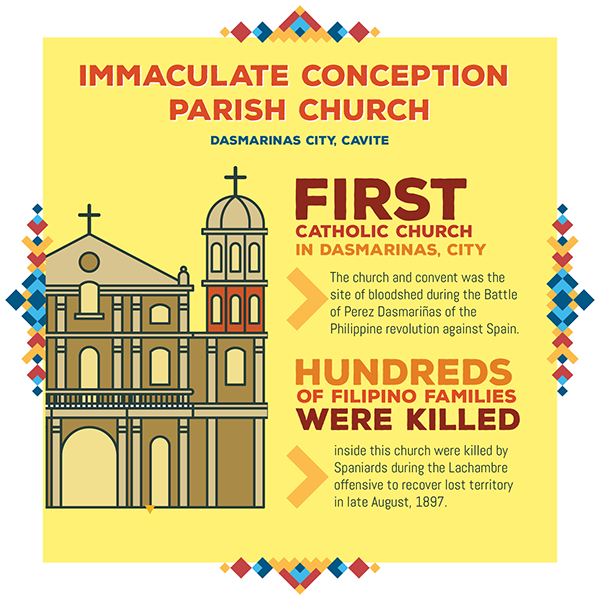 IMMACULATE CONCEPTION
PARISH CHURCH
DASMARINAS CITY, CAVITE
FIRST
CATHOLIC CHURCH
IN DASMARINAS, CITY
The church and convent was the
site of bloodshed during the Battle
of Perez Dasmariñas of the
Philippine revolution against Spain.
HUNDREDS
OF FILIPINO FAMILIES
WERE KILLED
inside this church were killed by
Spaniards during the Lachambre
offensive to recover lost territory
in late August, 1897.